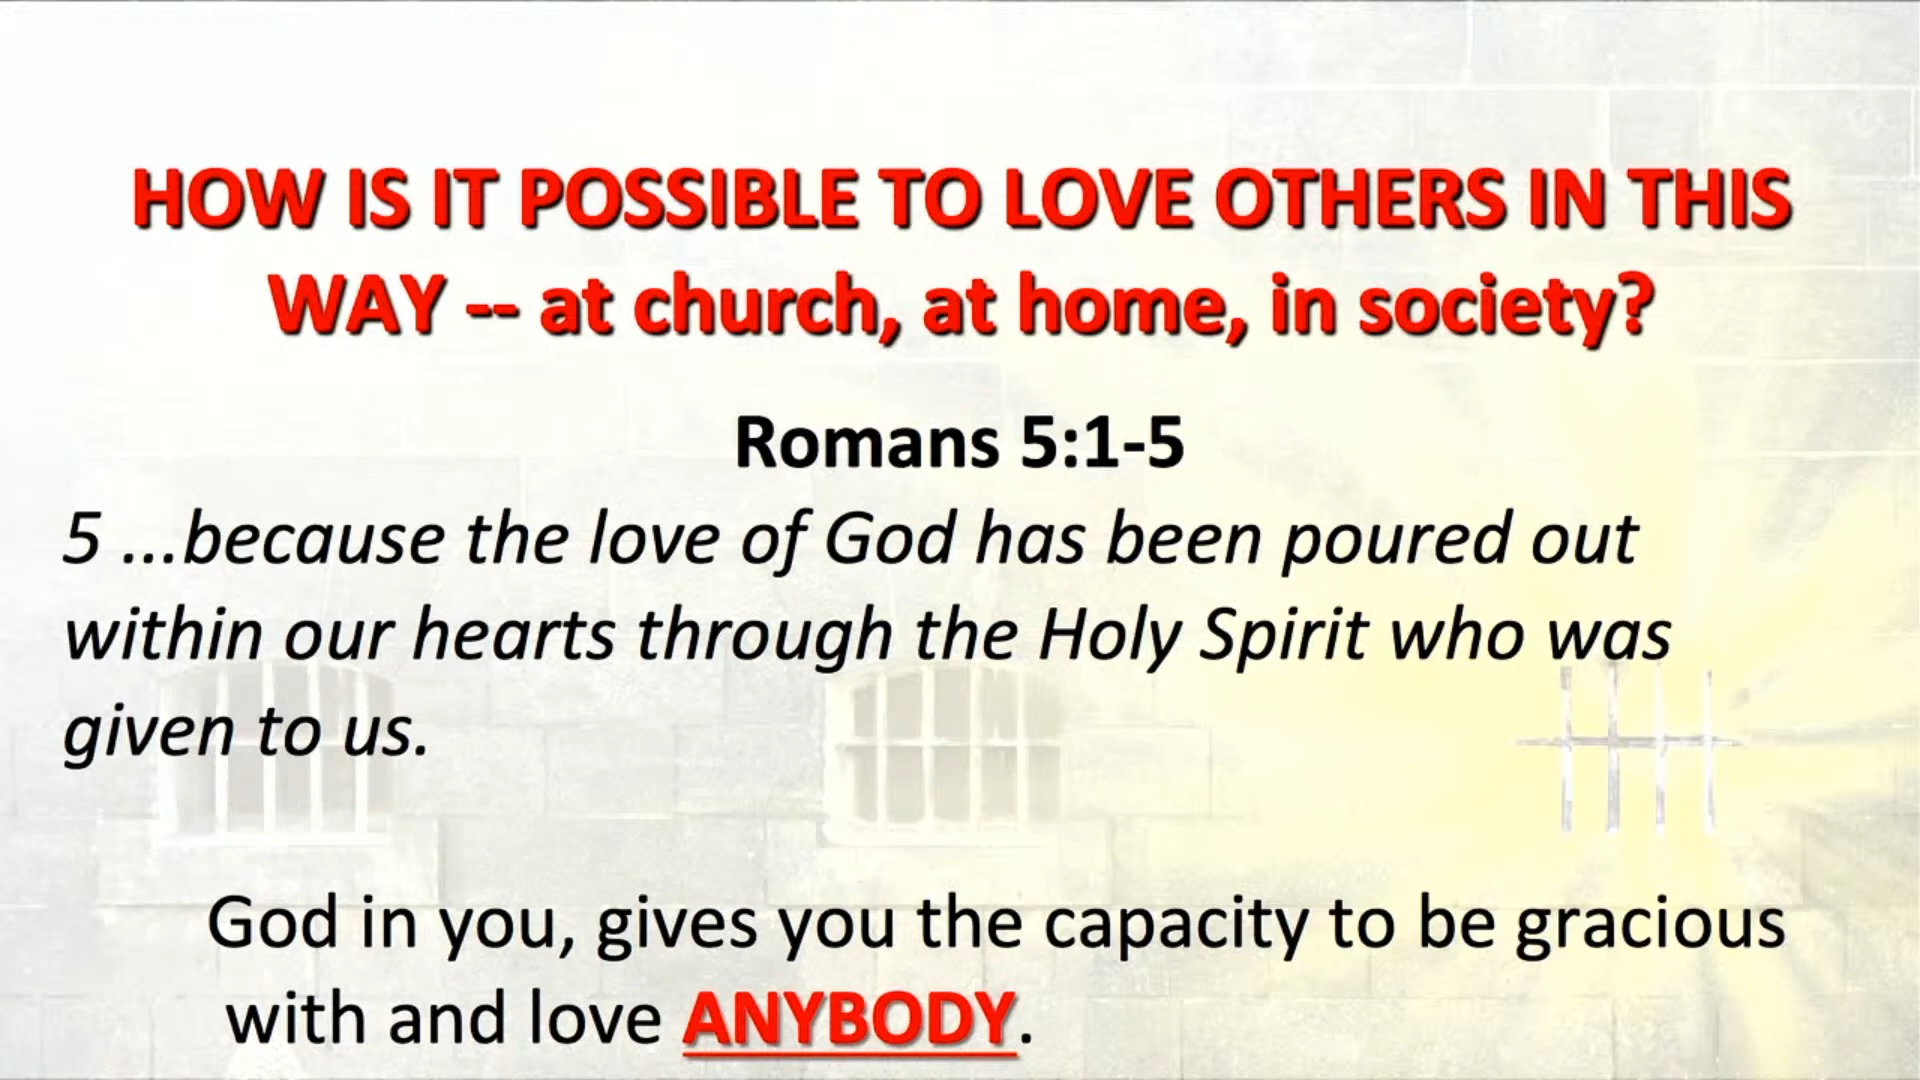 HOW IS IT POSSIBLE TO LOVE OTHERS IN THIS
WAY -- at church, at home, in society?
Romans 5:1-5
5 ...because the love of God has been poured out
within our hearts through the Holy Spirit who was
given to us.
God in you, gives you the capacity to be gracious
with and love ANYBODY.